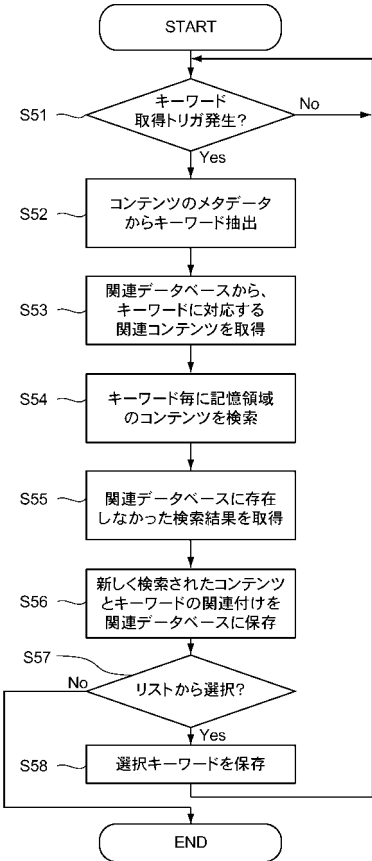 START
S51
キーワード
取得トリガ発生?
No
Yes
S52
コンテンツのメタデータ
からキーワード抽出
S53
関連データベースから、
キーワードに対応する
関連コンテンツを取得
S54
キーワード毎に記憶領域
のコンテンツを検索
S55
関連データベースに存在
しなかった検索結果を取得
S56
新しく検索されたコンテンツ
とキーワードの関連付けを
関連データベースに保存
S57
No
リストから選択?
Yes
S58
選択キーワードを保存
END